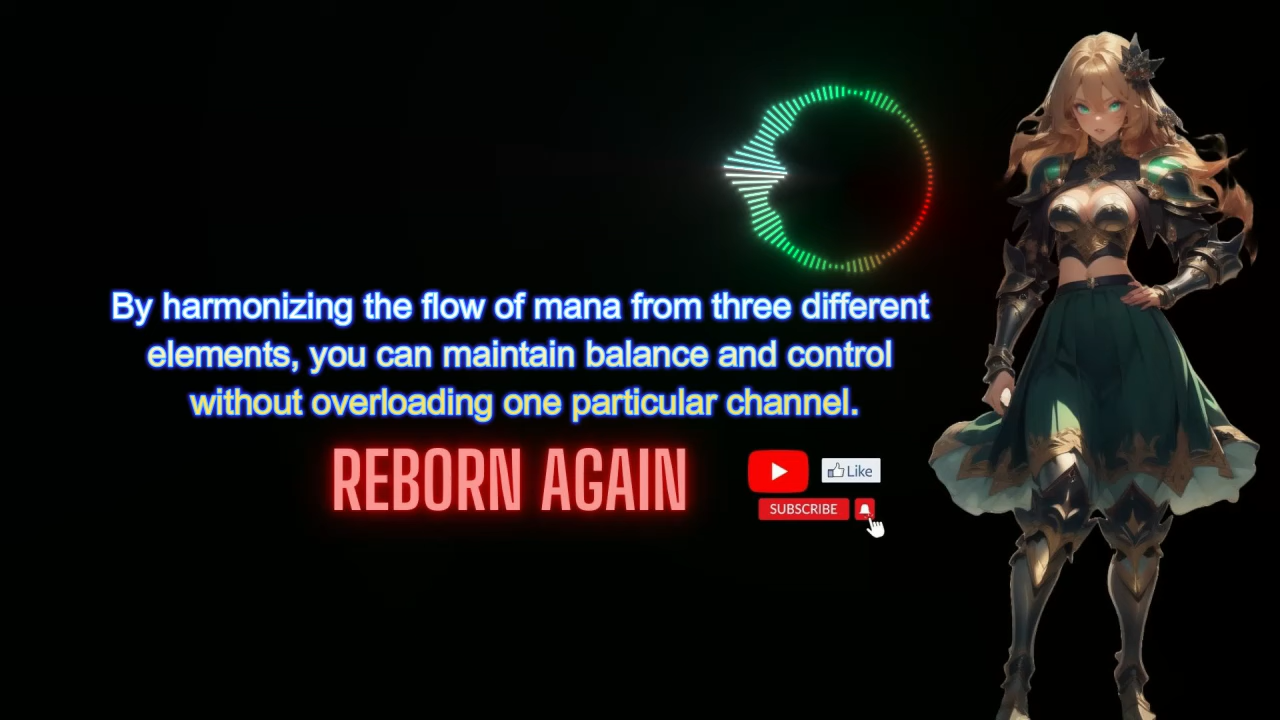 By harmonizing the flow of mana from three different
elements, you can maintain balance and control
without overloading one particular channel.
REBORN AGAIN
Like
SUBSCRIBE